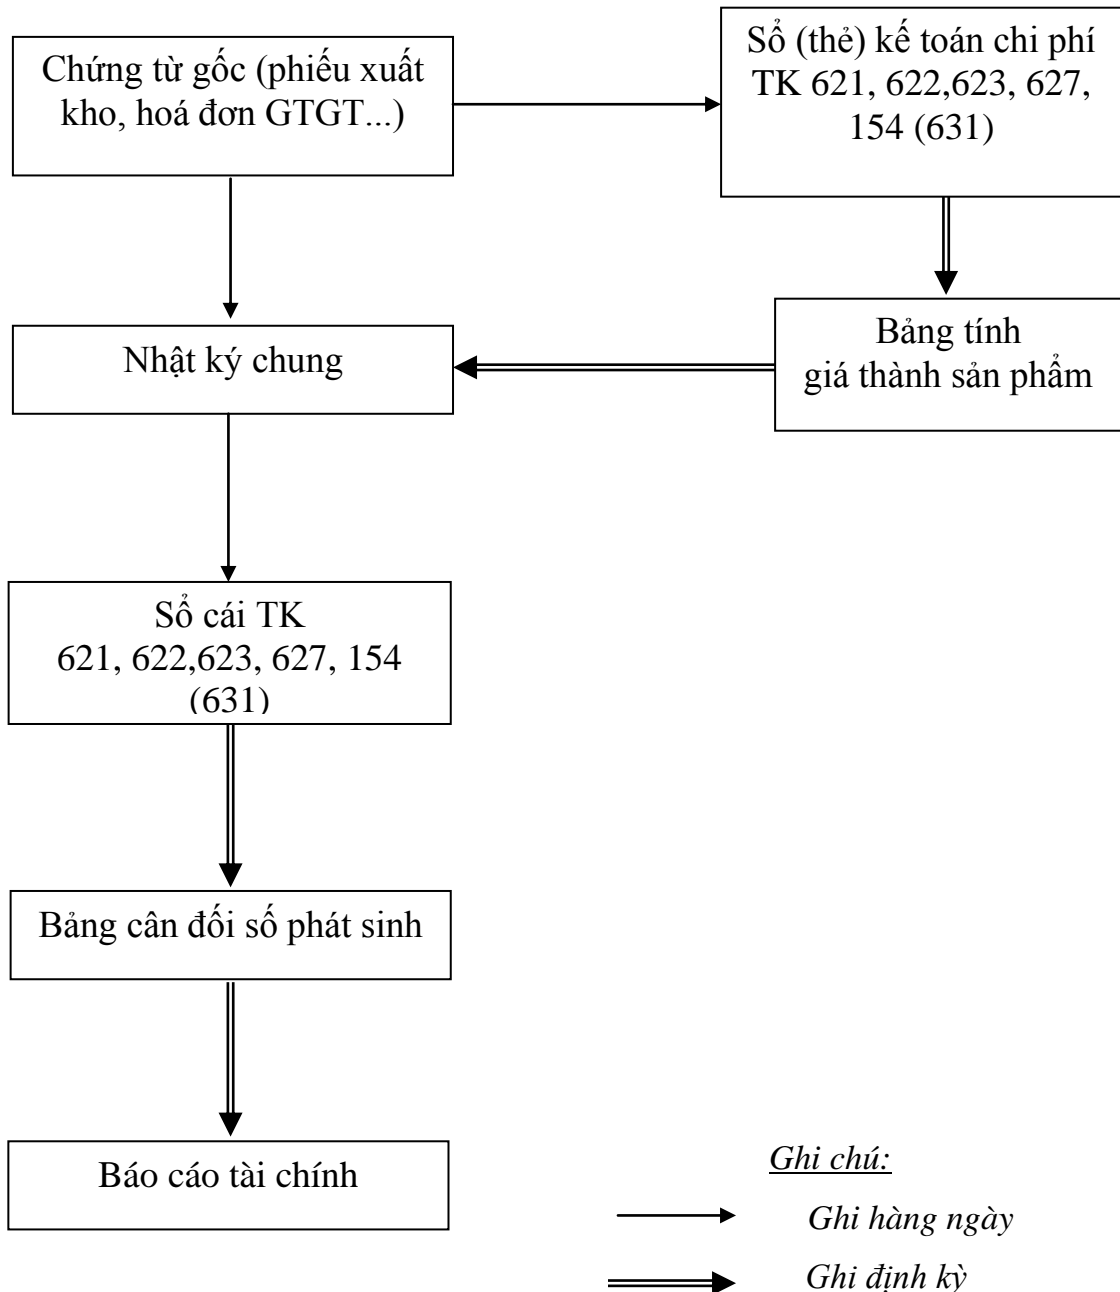 Chứng từ gốc (phiếu xuất
kho, hoá đơn GTGT...)
Sổ (thẻ) kế toán chi phí
TK 621, 622,623, 627,
154 (631)
Nhật ký chung
Bảng tính
giá thành sản phẩm
Sổ cái TK
621, 622,623, 627, 154
(631)
Bảng cân đối số phát sinh
Báo cáo tài chính
Ghi chú:
Ghi hàng ngày
Ghi định kỳ